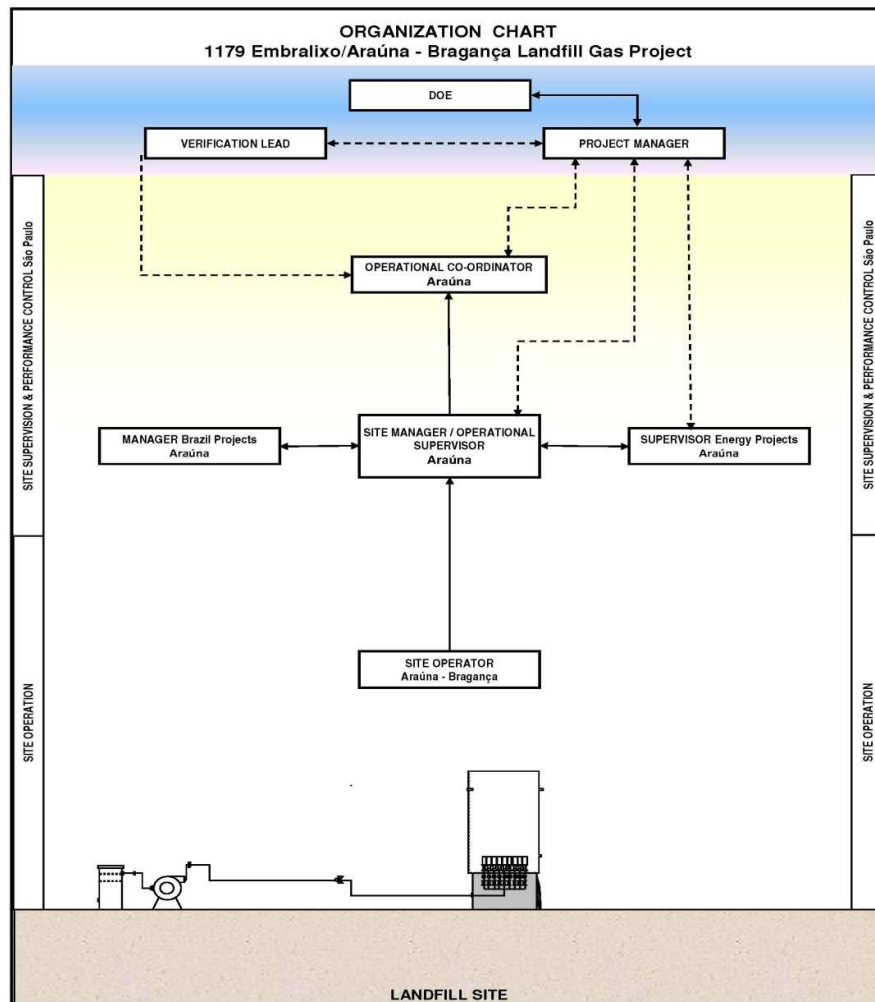 ORGANIZATION CHART
1179 Embralixo/Araúna - Bragança Landfill Gas Project
DOE
VERIFICATION LEAD
PROJECT MANAGER
SITE SUPERVISION & PERFORMANCE CONTROL São Paulo
SITE SUPERVISION & PERFORMANCE CONTROL São Paulo
OPERATIONAL CO-ORDINATOR
Araúna
MANAGER Brazil Projects
Araúna
SITE MANAGER / OPERATIONAL
SUPERVISOR
Araúna
SUPERVISOR Energy Projects
Araúna
SITE OPERATION
SITE OPERATION
SITE OPERATOR
Araúna - Bragança
LANDFILL SITE